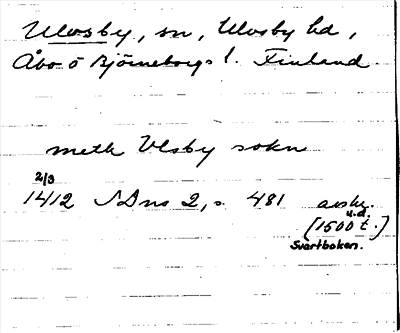 Ulvsby, sn, Ulvsby hd,
Åbo o Björneborgs l. Finland.
meth Vlsby sokn
2/3
1412 SDns 2, s. 481 avskr.
u.d.
(1500 t.)
Svartboken.